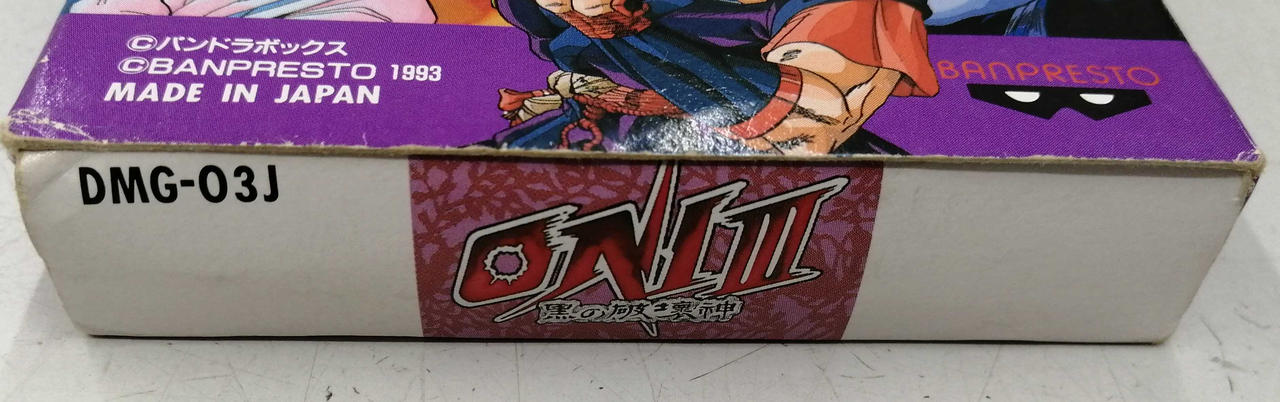 ©パンドラボックス
©BANPRESTO 1993
MADE IN JAPAN
BANPRESTO
DMG-03J
ONI III
黒の破壊神